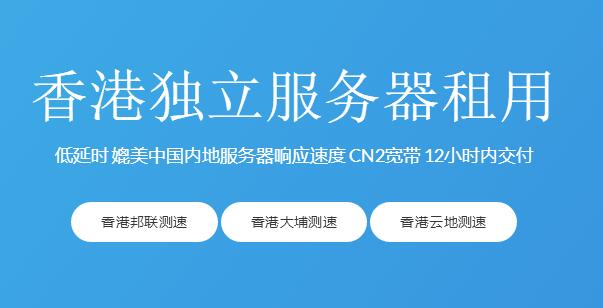 香港独立服务器租用
低延时 媲美中国内地服务器响应速度 CN2宽带 12小时内交付
香港邦联测速
香港大埔测速
香港云地测速